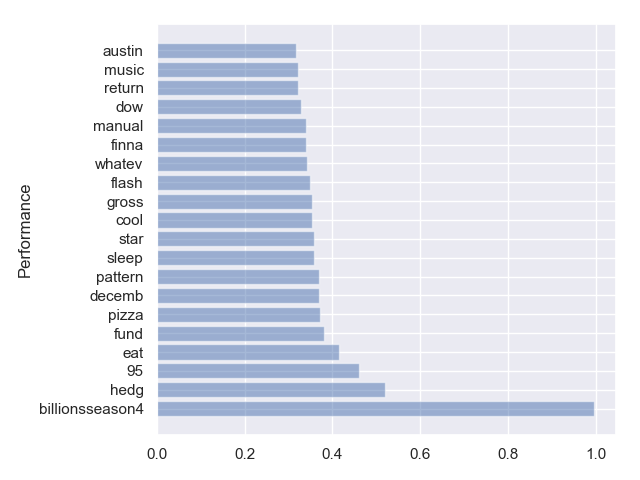 Performance
austin
music
return
dow
manual
finna
whatev
flash
gross
cool
star
sleep
pattern
decemb
pizza
fund
eat
95
hedg
billionsseason4
0.0 0.2 0.4 0.6 0.8 1.0